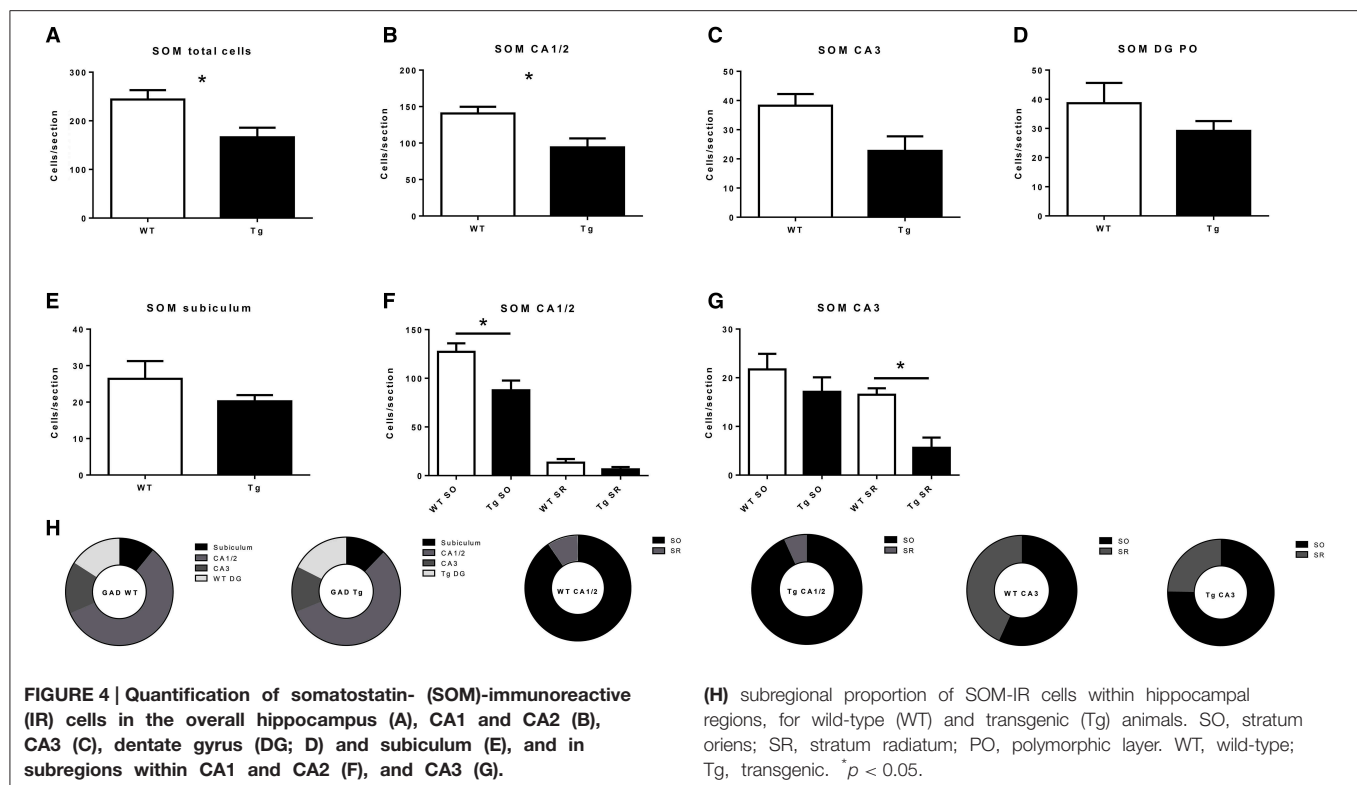 A
SOM total cells
Cells/section
300
200
100
0
*
WT
Tg
B
SOM CA1/2
Cells/section
200
150
100
50
0
*
WT
Tg
C
SOM CA3
Cells/section
50
40
30
20
10
0
WT
Tg
D
SOM DG PO
Cells/section
50
40
30
20
10
0
WT
Tg
E
SOM subiculum
Cells/section
40
30
20
10
0
WT
Tg
F
SOM CA1/2
Cells/section
150
100
50
0
*
WT SO
Tg SO
WT SR
Tg SR
G
SOM CA3
Cells/section
30
20
10
0
*
WT SO
Tg SO
WT SR
Tg SR
H
GAD WT
Subiculum
CA1/2
CA3
WT DG
GAD Tg
Subiculum
CA1/2
CA3
Tg DG
WT CA1/2
SO
SR
Tg CA1/2
SO
SR
WT CA3
SO
SR
Tg CA3
SO
SR
FIGURE 4 | Quantification of somatostatin- (SOM)-immunoreactive
(IR) cells in the overall hippocampus (A), CA1 and CA2 (B),
CA3 (C), dentate gyrus (DG; D) and subiculum (E), and in
subregions within CA1 and CA2 (F), and CA3 (G).
(H) subregional proportion of SOM-IR cells within hippocampal
regions, for wild-type (WT) and transgenic (Tg) animals. SO, stratum
oriens; SR, stratum radiatum; PO, polymorphic layer. WT, wild-type;
Tg, transgenic. *p < 0.05.